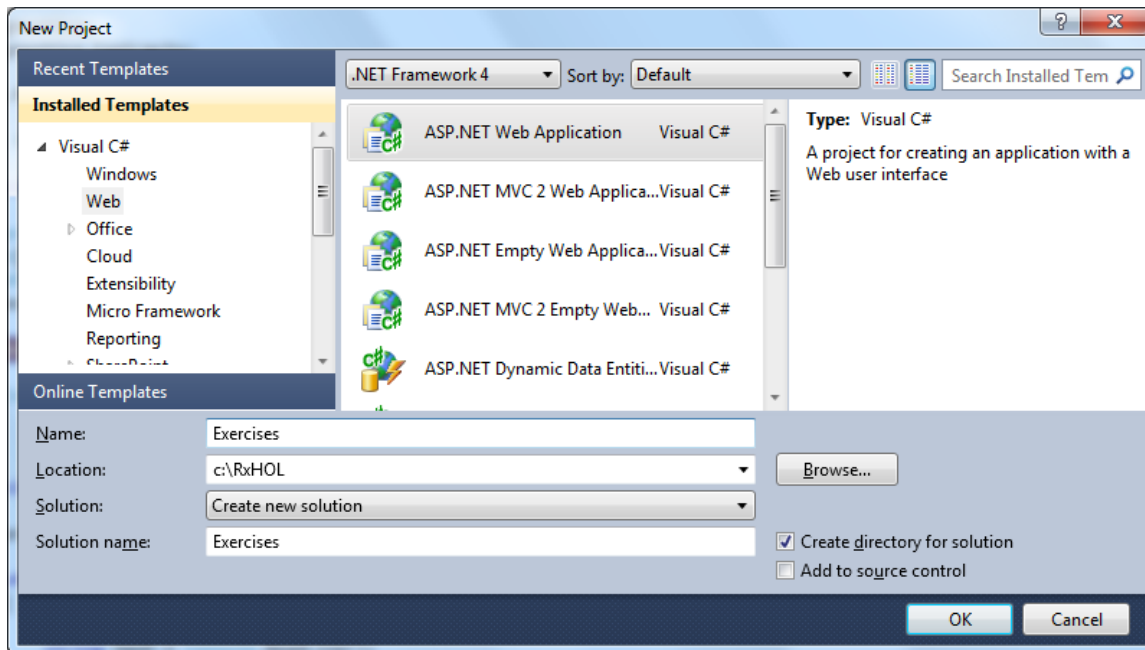 New Project
Recent Templates
Installed Templates
Visual C#
Windows
Web
Office
Cloud
Extensibility
Micro Framework
Reporting
SharePoint
Online Templates
.NET Framework 4 Sort by: Default Search Installed Tem
ASP.NET Web Application Visual C#
ASP.NET MVC 2 Web Applica... Visual C#
ASP.NET Empty Web Applica... Visual C#
ASP.NET MVC 2 Empty Web... Visual C#
ASP.NET Dynamic Data Entiti... Visual C#
Type: Visual C#
A project for creating an application with a
Web user interface
Name: Exercises
Location: c:\RxHOL Browse...
Solution: Create new solution
Solution name: Exercises
Create directory for solution
Add to source control
OK Cancel